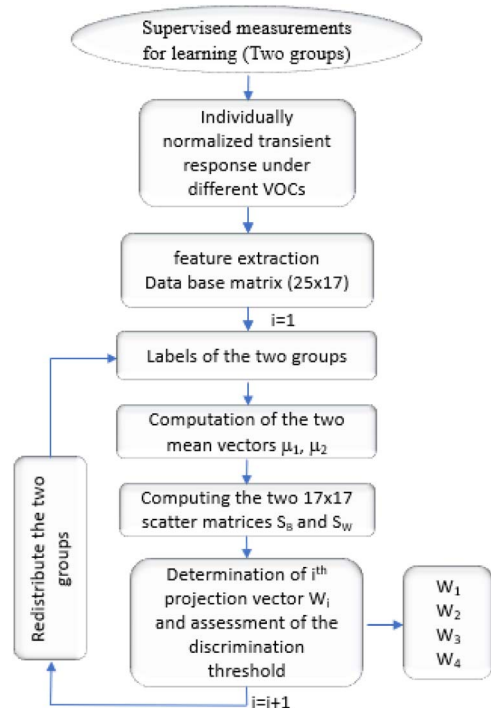 Supervised measurements
for learning (Two groups)
Individually
normalized transient
response under
different VOCs
feature extraction
Data base matrix (25x17)
i=1
Labels of the two groups
Computation of the two
mean vectors μ₁, μ₂
Computing the two 17x17
scatter matrices S_B and S_W
Determination of iᵗʰ
projection vector Wᵢ
and assessment of the
discrimination
threshold
i=i+1
Redistribute the two
groups
W₁
W₂
W₃
W₄